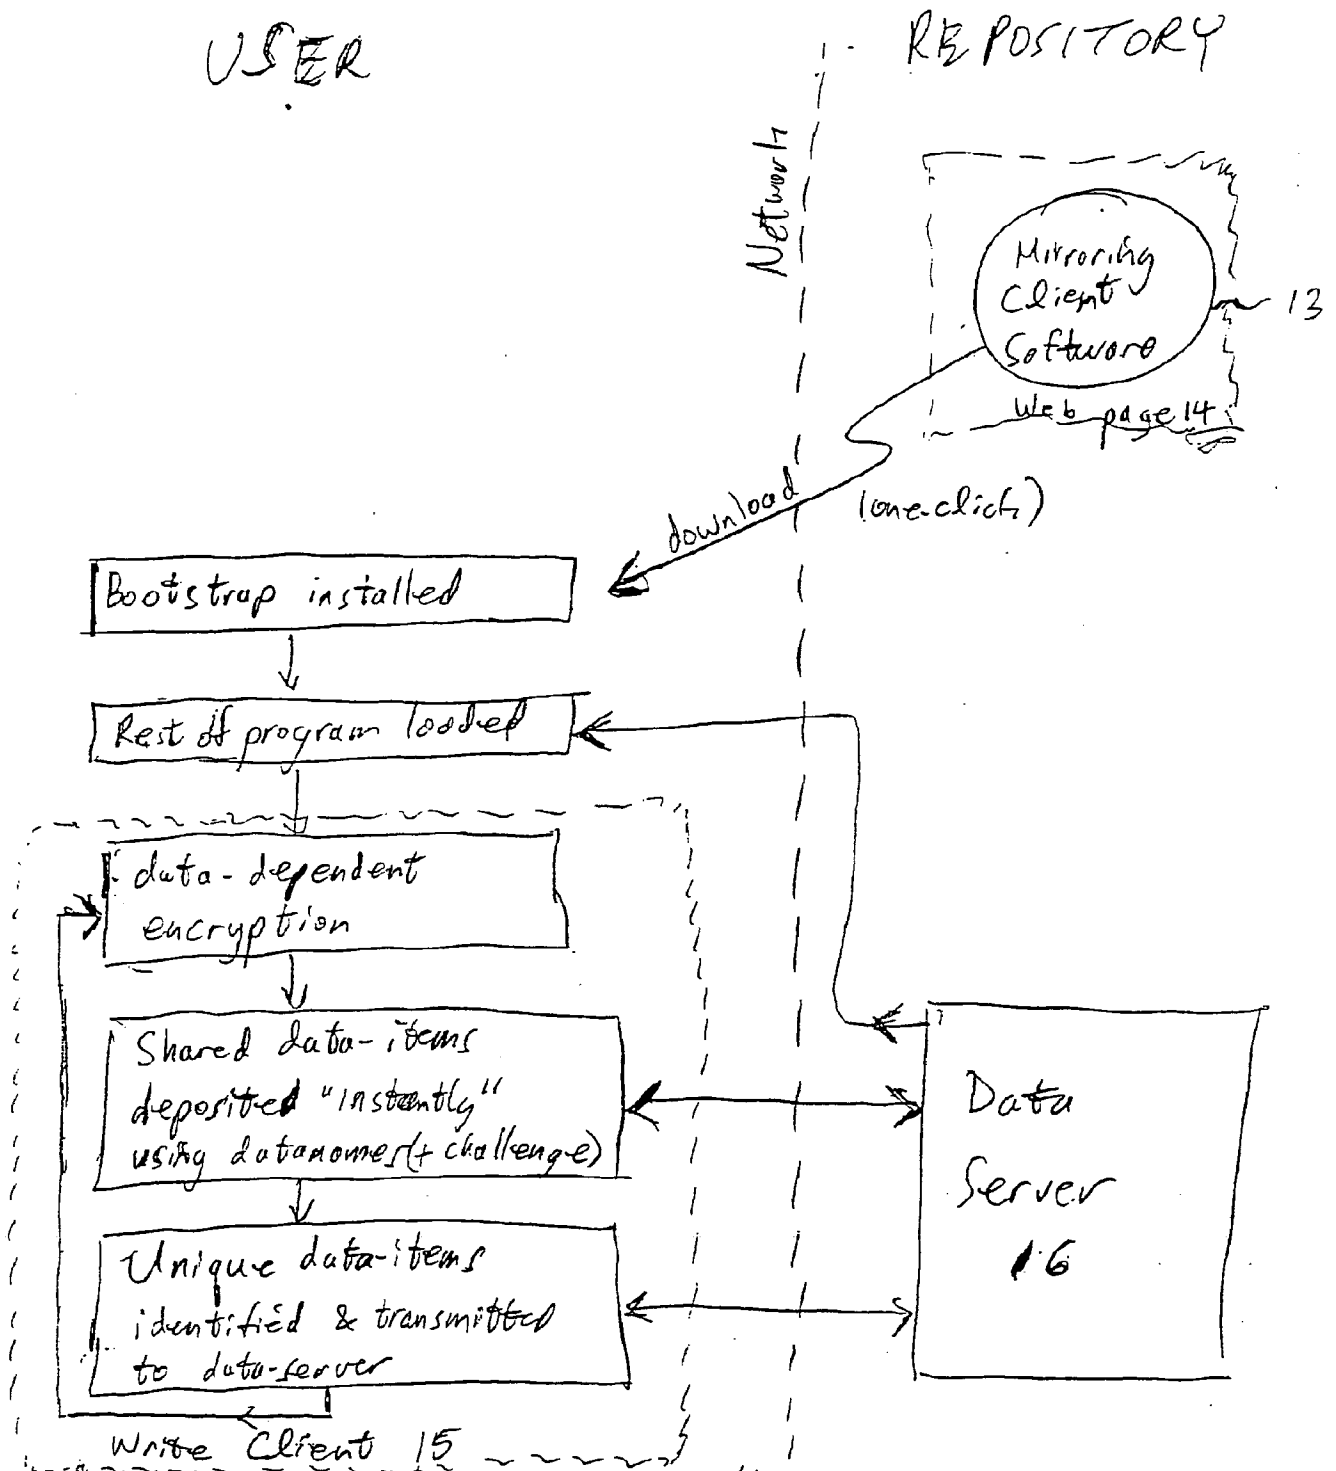 USER
REPOSITORY
Network
Mirroring
Client
Software
13
Web page 14
download
(one-click)
Bootstrap installed
Rest of program loaded
data-dependent
encryption
Shared data-items
deposited "instantly"
using datanames (+ challenge)
Data
Server
16
Unique data-items
identified & transmitted
to data-server
Write Client 15